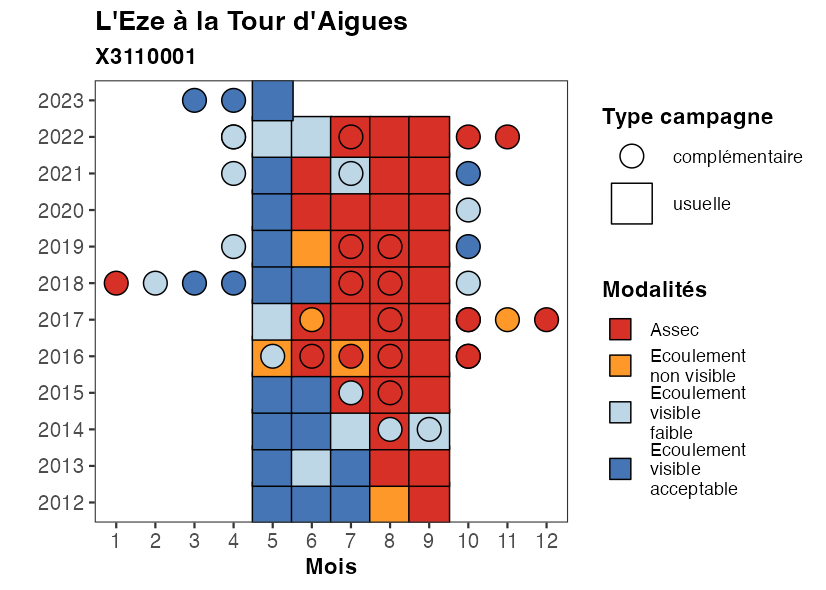 L'Eze à la Tour d'Aigues
X3110001
2023
2022
2021
2020
2019
2018
2017
2016
2015
2014
2013
2012
1 2 3 4 5 6 7 8 9 10 11 12
Mois
Type campagne
complémentaire
usuelle
Modalités
Assec
Ecoulement
non visible
Ecoulement
visible
faible
Ecoulement
visible
acceptable